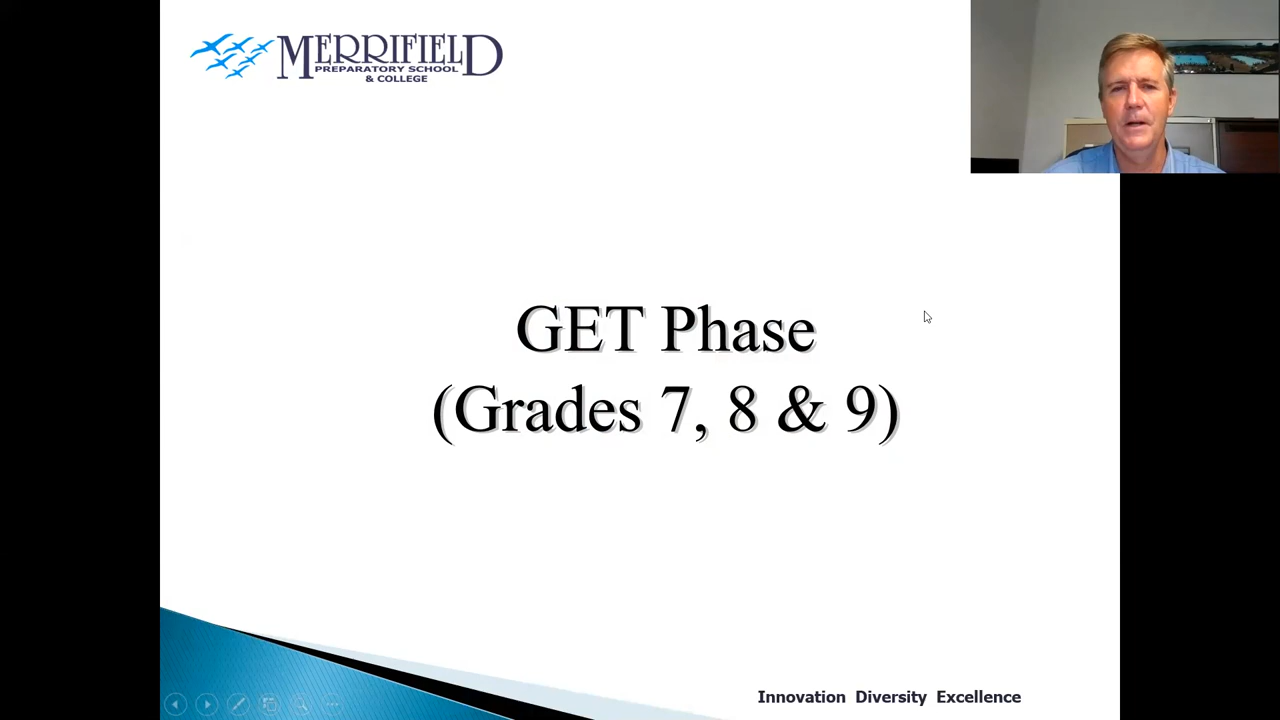 MERRIFIELD
PREPARATORY SCHOOL
& COLLEGE
GET Phase
(Grades 7, 8 & 9)
Innovation Diversity Excellence